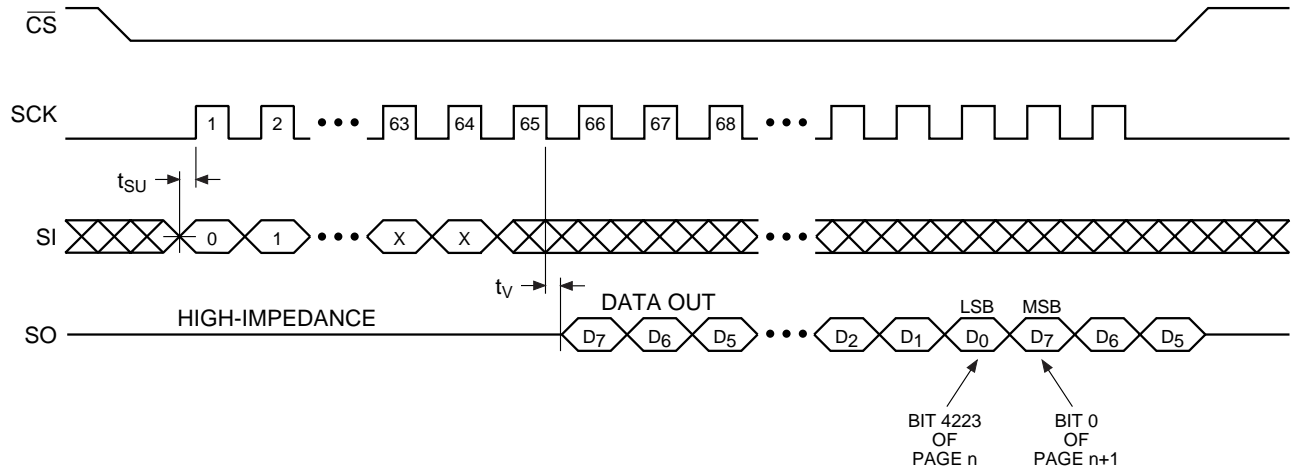 CS
SCK 1 2 ••• 63 64 65 66 67 68 •••
tSU
SI 0 1 ••• X X •••
tV
DATA OUT LSB MSB
HIGH-IMPEDANCE
SO D7 D6 D5 ••• D2 D1 D0 D7 D6 D5
BIT 4223 BIT 0
OF OF
PAGE n PAGE n+1